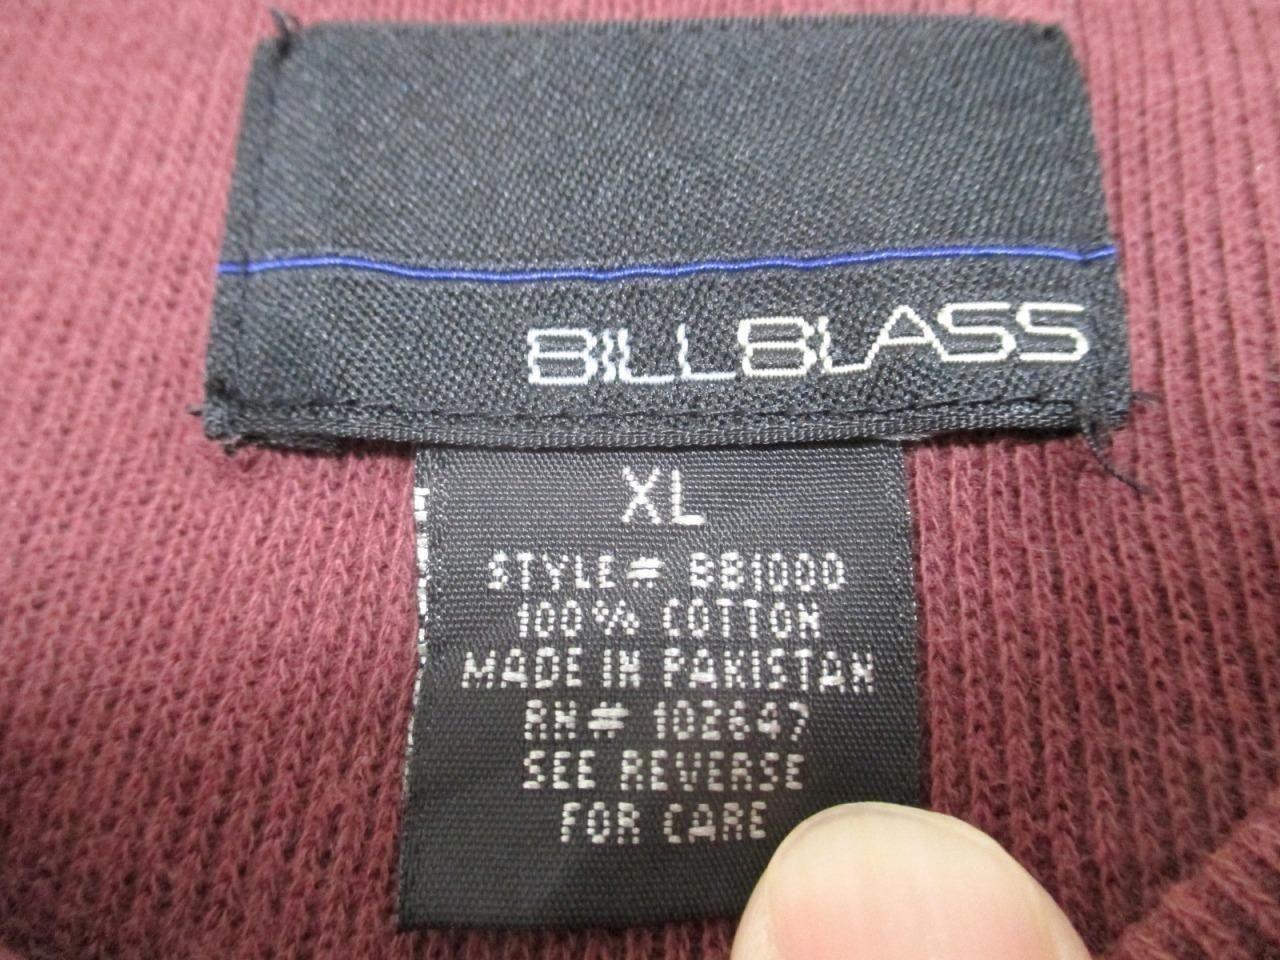 BILLBLASS
XL
STYLE# BB1000
100% COTTON
MADE IN PAKISTAN
RN# 102647
SEE REVERSE
FOR CARE